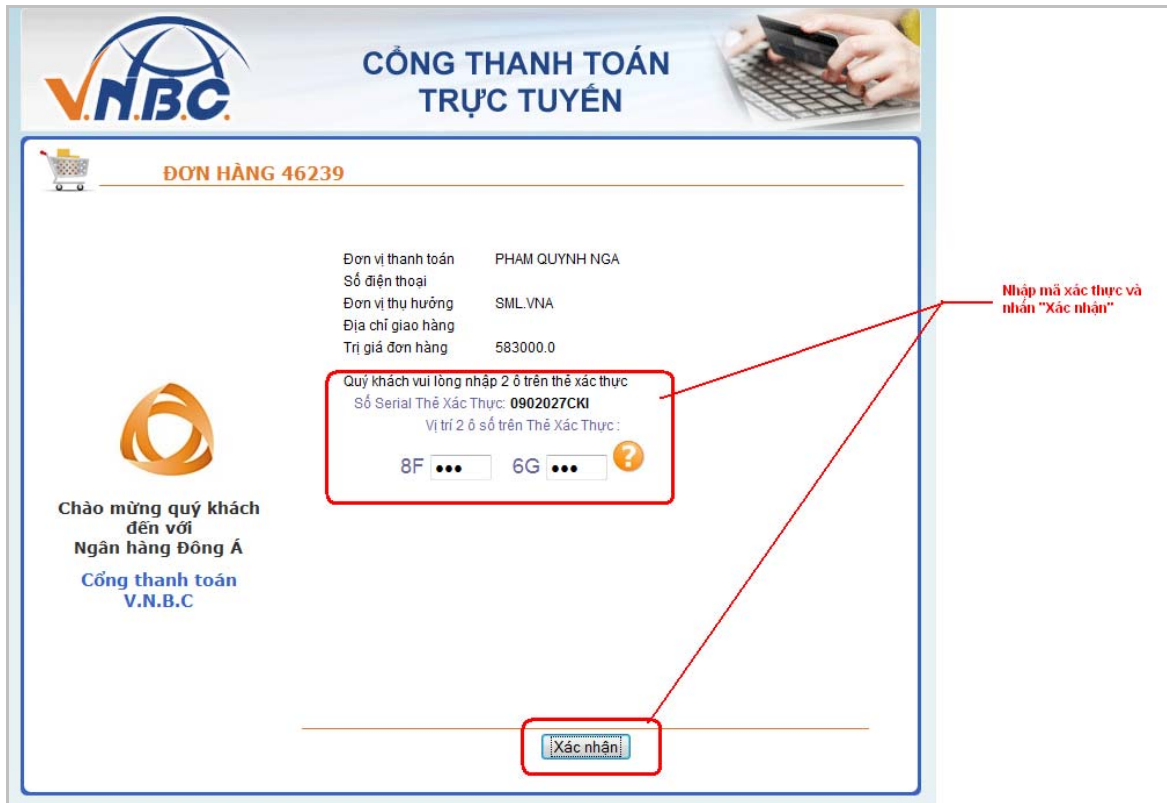 V.N.B.C.
CỔNG THANH TOÁN
TRỰC TUYẾN
ĐƠN HÀNG 46239
Đơn vị thanh toán PHAM QUYNH NGA
Số điện thoại
Đơn vị thụ hưởng SML.VNA
Địa chỉ giao hàng
Trị giá đơn hàng 583000.0
Quý khách vui lòng nhập 2 ô trên thẻ xác thực
Số Serial Thẻ Xác Thực: 0902027CKI
Vị trí 2 ô số trên Thẻ Xác Thực :
8F ••• 6G ••• ?
Chào mừng quý khách
đến với
Ngân hàng Đông Á
Cổng thanh toán
V.N.B.C
Xác nhận
Nhập mã xác thực và
nhấn "Xác nhận"